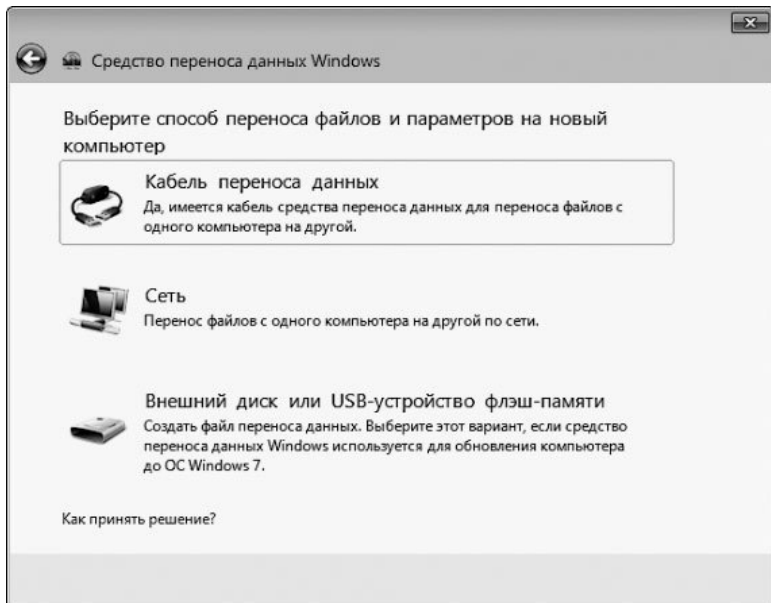 Средство переноса данных Windows
Выберите способ переноса файлов и параметров на новый
компьютер
Кабель переноса данных
Да, имеется кабель средства переноса данных для переноса файлов с
одного компьютера на другой.
Сеть
Перенос файлов с одного компьютера на другой по сети.
Внешний диск или USB-устройство флэш-памяти
Создать файл переноса данных. Выберите этот вариант, если средство
переноса данных Windows используется для обновления компьютера
до ОС Windows 7.
Как принять решение?